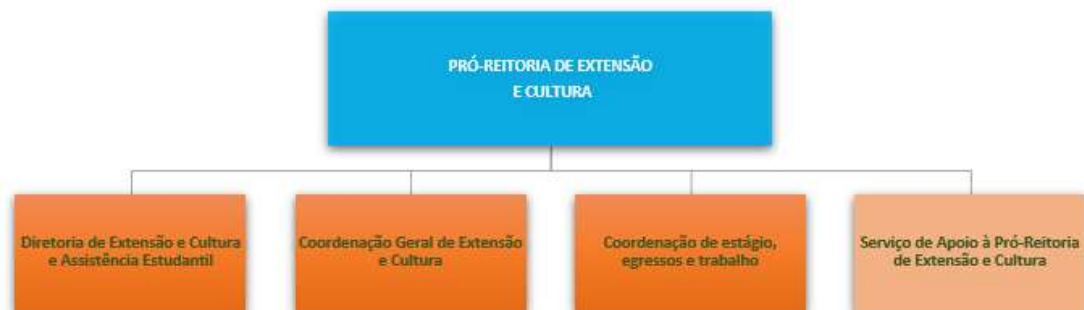 PRÓ-REITORIA DE EXTENSÃO
E CULTURA
Diretoria de Extensão e Cultura
e Assistência Estudantil
Coordenação Geral de Extensão
e Cultura
Coordenação de estágio,
egressos e trabalho
Serviço de Apoio à Pró-Reitoria
de Extensão e Cultura